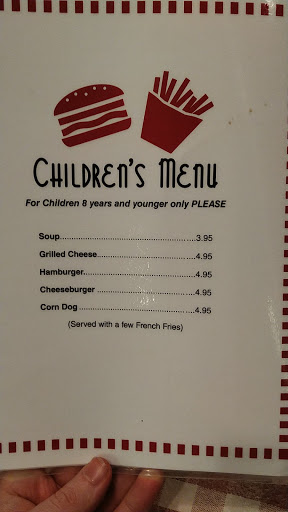 CHILDREN'S MENU
For Children 8 years and younger only PLEASE
Soup....................................................3.95
Grilled Cheese......................................4.95
Hamburger...........................................4.95
Cheeseburger ......................................4.95
Corn Dog .............................................4.95
(Served with a few French Fries)